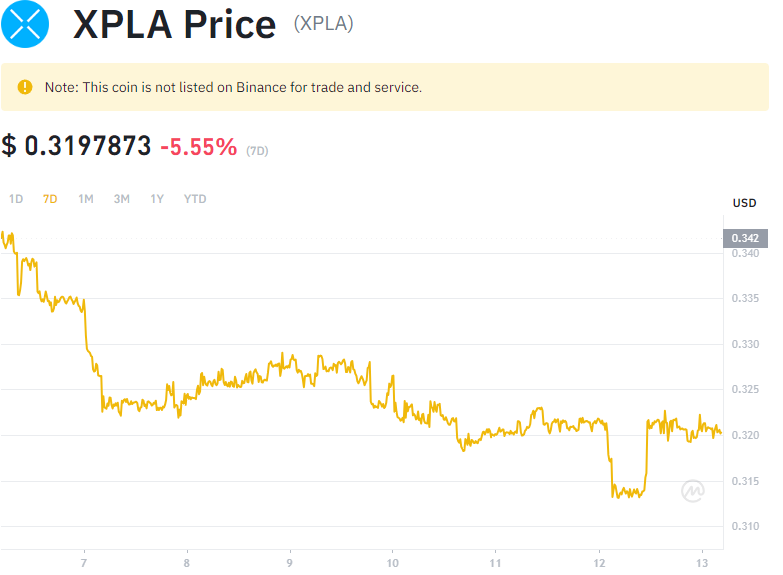 XPLA Price (XPLA)
Note: This coin is not listed on Binance for trade and service.
$ 0.3197873 -5.55% (7D)
1D 7D 1M 3M 1Y YTD
USD
0.342
0.340
0.335
0.330
0.325
0.320
0.315
0.310
7 8 9 10 11 12 13